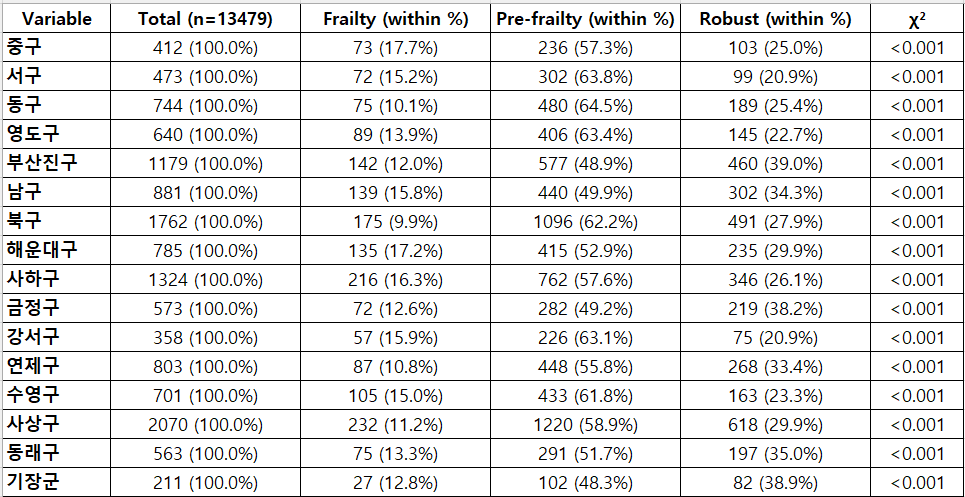 Variable Total (n=13479) Frailty (within %) Pre-frailty (within %) Robust (within %) χ²
중구 412 (100.0%) 73 (17.7%) 236 (57.3%) 103 (25.0%) <0.001
서구 473 (100.0%) 72 (15.2%) 302 (63.8%) 99 (20.9%) <0.001
동구 744 (100.0%) 75 (10.1%) 480 (64.5%) 189 (25.4%) <0.001
영도구 640 (100.0%) 89 (13.9%) 406 (63.4%) 145 (22.7%) <0.001
부산진구 1179 (100.0%) 142 (12.0%) 577 (48.9%) 460 (39.0%) <0.001
남구 881 (100.0%) 139 (15.8%) 440 (49.9%) 302 (34.3%) <0.001
북구 1762 (100.0%) 175 (9.9%) 1096 (62.2%) 491 (27.9%) <0.001
해운대구 785 (100.0%) 135 (17.2%) 415 (52.9%) 235 (29.9%) <0.001
사하구 1324 (100.0%) 216 (16.3%) 762 (57.6%) 346 (26.1%) <0.001
금정구 573 (100.0%) 72 (12.6%) 282 (49.2%) 219 (38.2%) <0.001
강서구 358 (100.0%) 57 (15.9%) 226 (63.1%) 75 (20.9%) <0.001
연제구 803 (100.0%) 87 (10.8%) 448 (55.8%) 268 (33.4%) <0.001
수영구 701 (100.0%) 105 (15.0%) 433 (61.8%) 163 (23.3%) <0.001
사상구 2070 (100.0%) 232 (11.2%) 1220 (58.9%) 618 (29.9%) <0.001
동래구 563 (100.0%) 75 (13.3%) 291 (51.7%) 197 (35.0%) <0.001
기장군 211 (100.0%) 27 (12.8%) 102 (48.3%) 82 (38.9%) <0.001